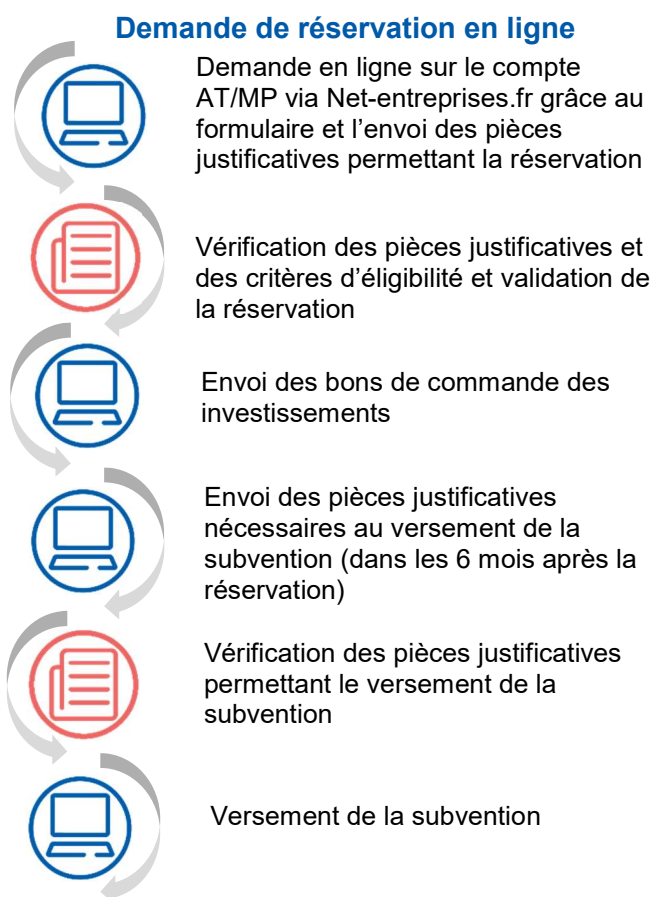 Demande de réservation en ligne
Demande en ligne sur le compte
AT/MP via Net-entreprises.fr grâce au
formulaire et l’envoi des pièces
justificatives permettant la réservation
Vérification des pièces justificatives et
des critères d’éligibilité et validation de
la réservation
Envoi des bons de commande des
investissements
Envoi des pièces justificatives
nécessaires au versement de la
subvention (dans les 6 mois après la
réservation)
Vérification des pièces justificatives
permettant le versement de la
subvention
Versement de la subvention